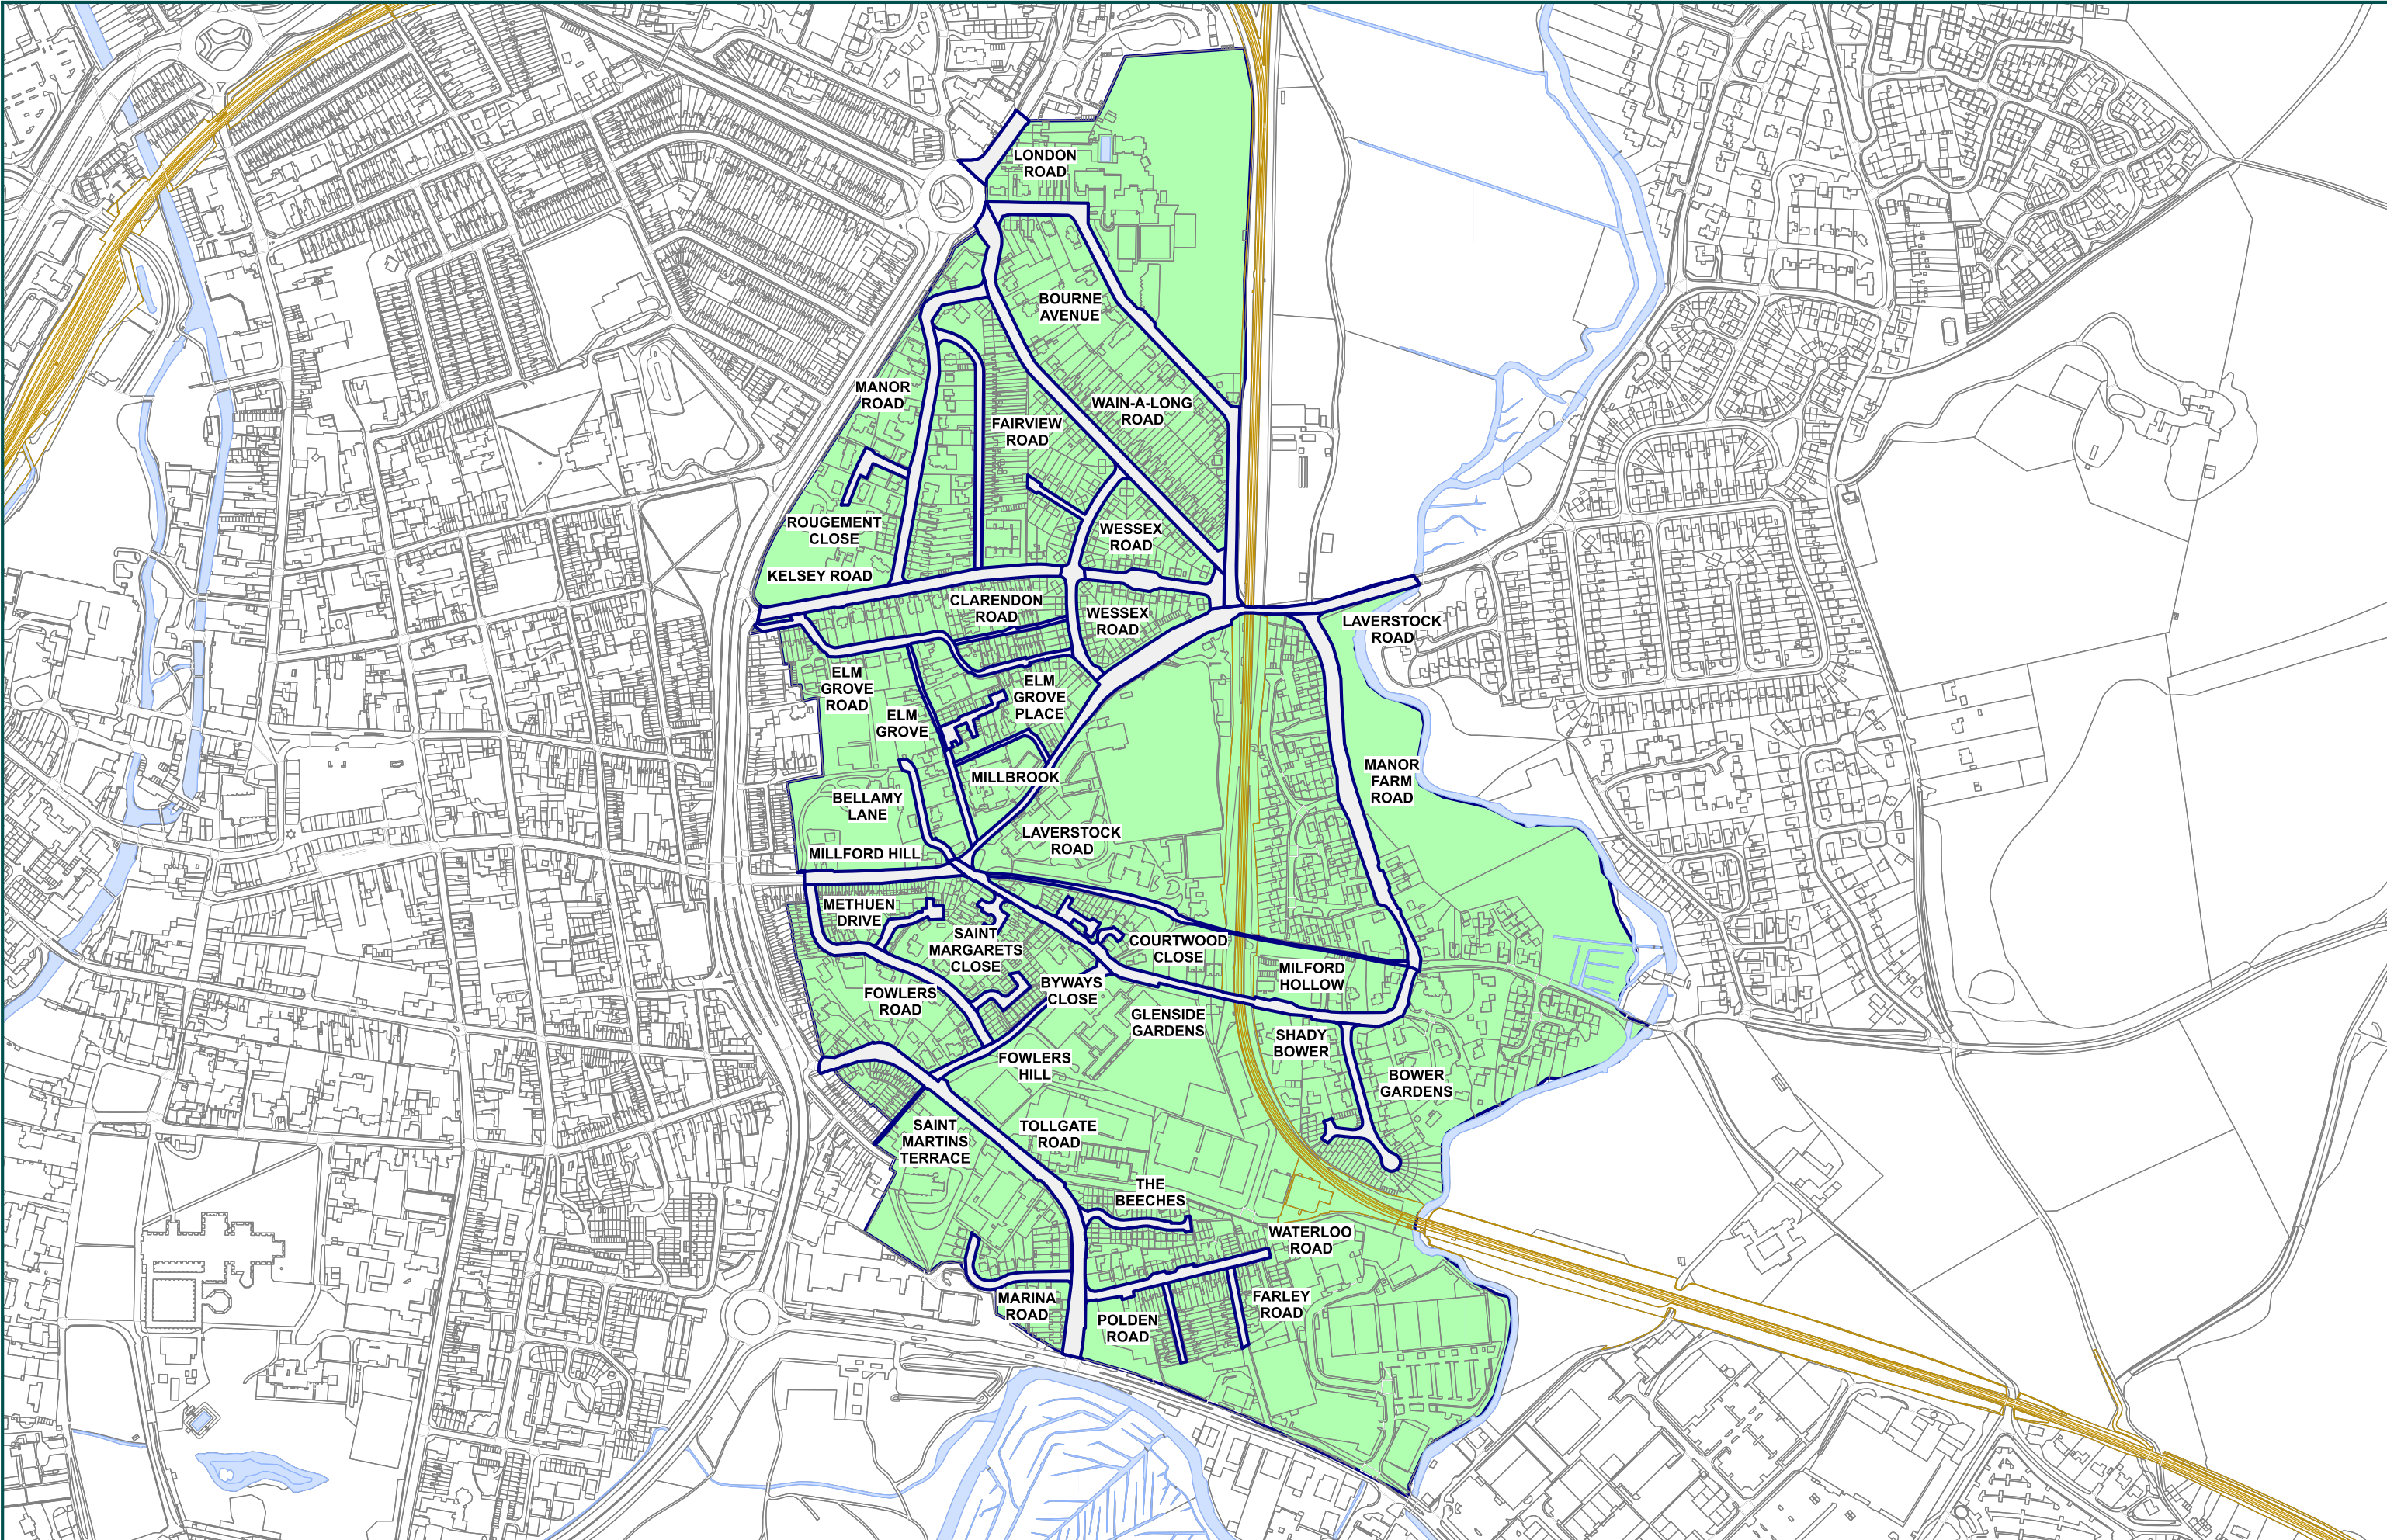 LONDON
ROAD
BOURNE
AVENUE
MANOR
ROAD
WAIN-A-LONG
ROAD
FAIRVIEW
ROAD
ROUGEMENT
CLOSE
WESSEX
ROAD
KELSEY ROAD
CLARENDON
ROAD
WESSEX
ROAD
LAVERSTOCK
ROAD
ELM
GROVE
ROAD
ELM
GROVE
PLACE
ELM
GROVE
MILLBROOK
MANOR
FARM
ROAD
BELLAMY
LANE
LAVERSTOCK
ROAD
MILLFORD HILL
METHUEN
DRIVE
SAINT
MARGARETS
CLOSE
COURTWOOD
CLOSE
MILFORD
HOLLOW
BYWAYS
CLOSE
FOWLERS
ROAD
GLENSIDE
GARDENS
SHADY
BOWER
FOWLERS
HILL
BOWER
GARDENS
SAINT
MARTINS
TERRACE
TOLLGATE
ROAD
THE
BEECHES
WATERLOO
ROAD
MARINA
ROAD
POLDEN
ROAD
FARLEY
ROAD